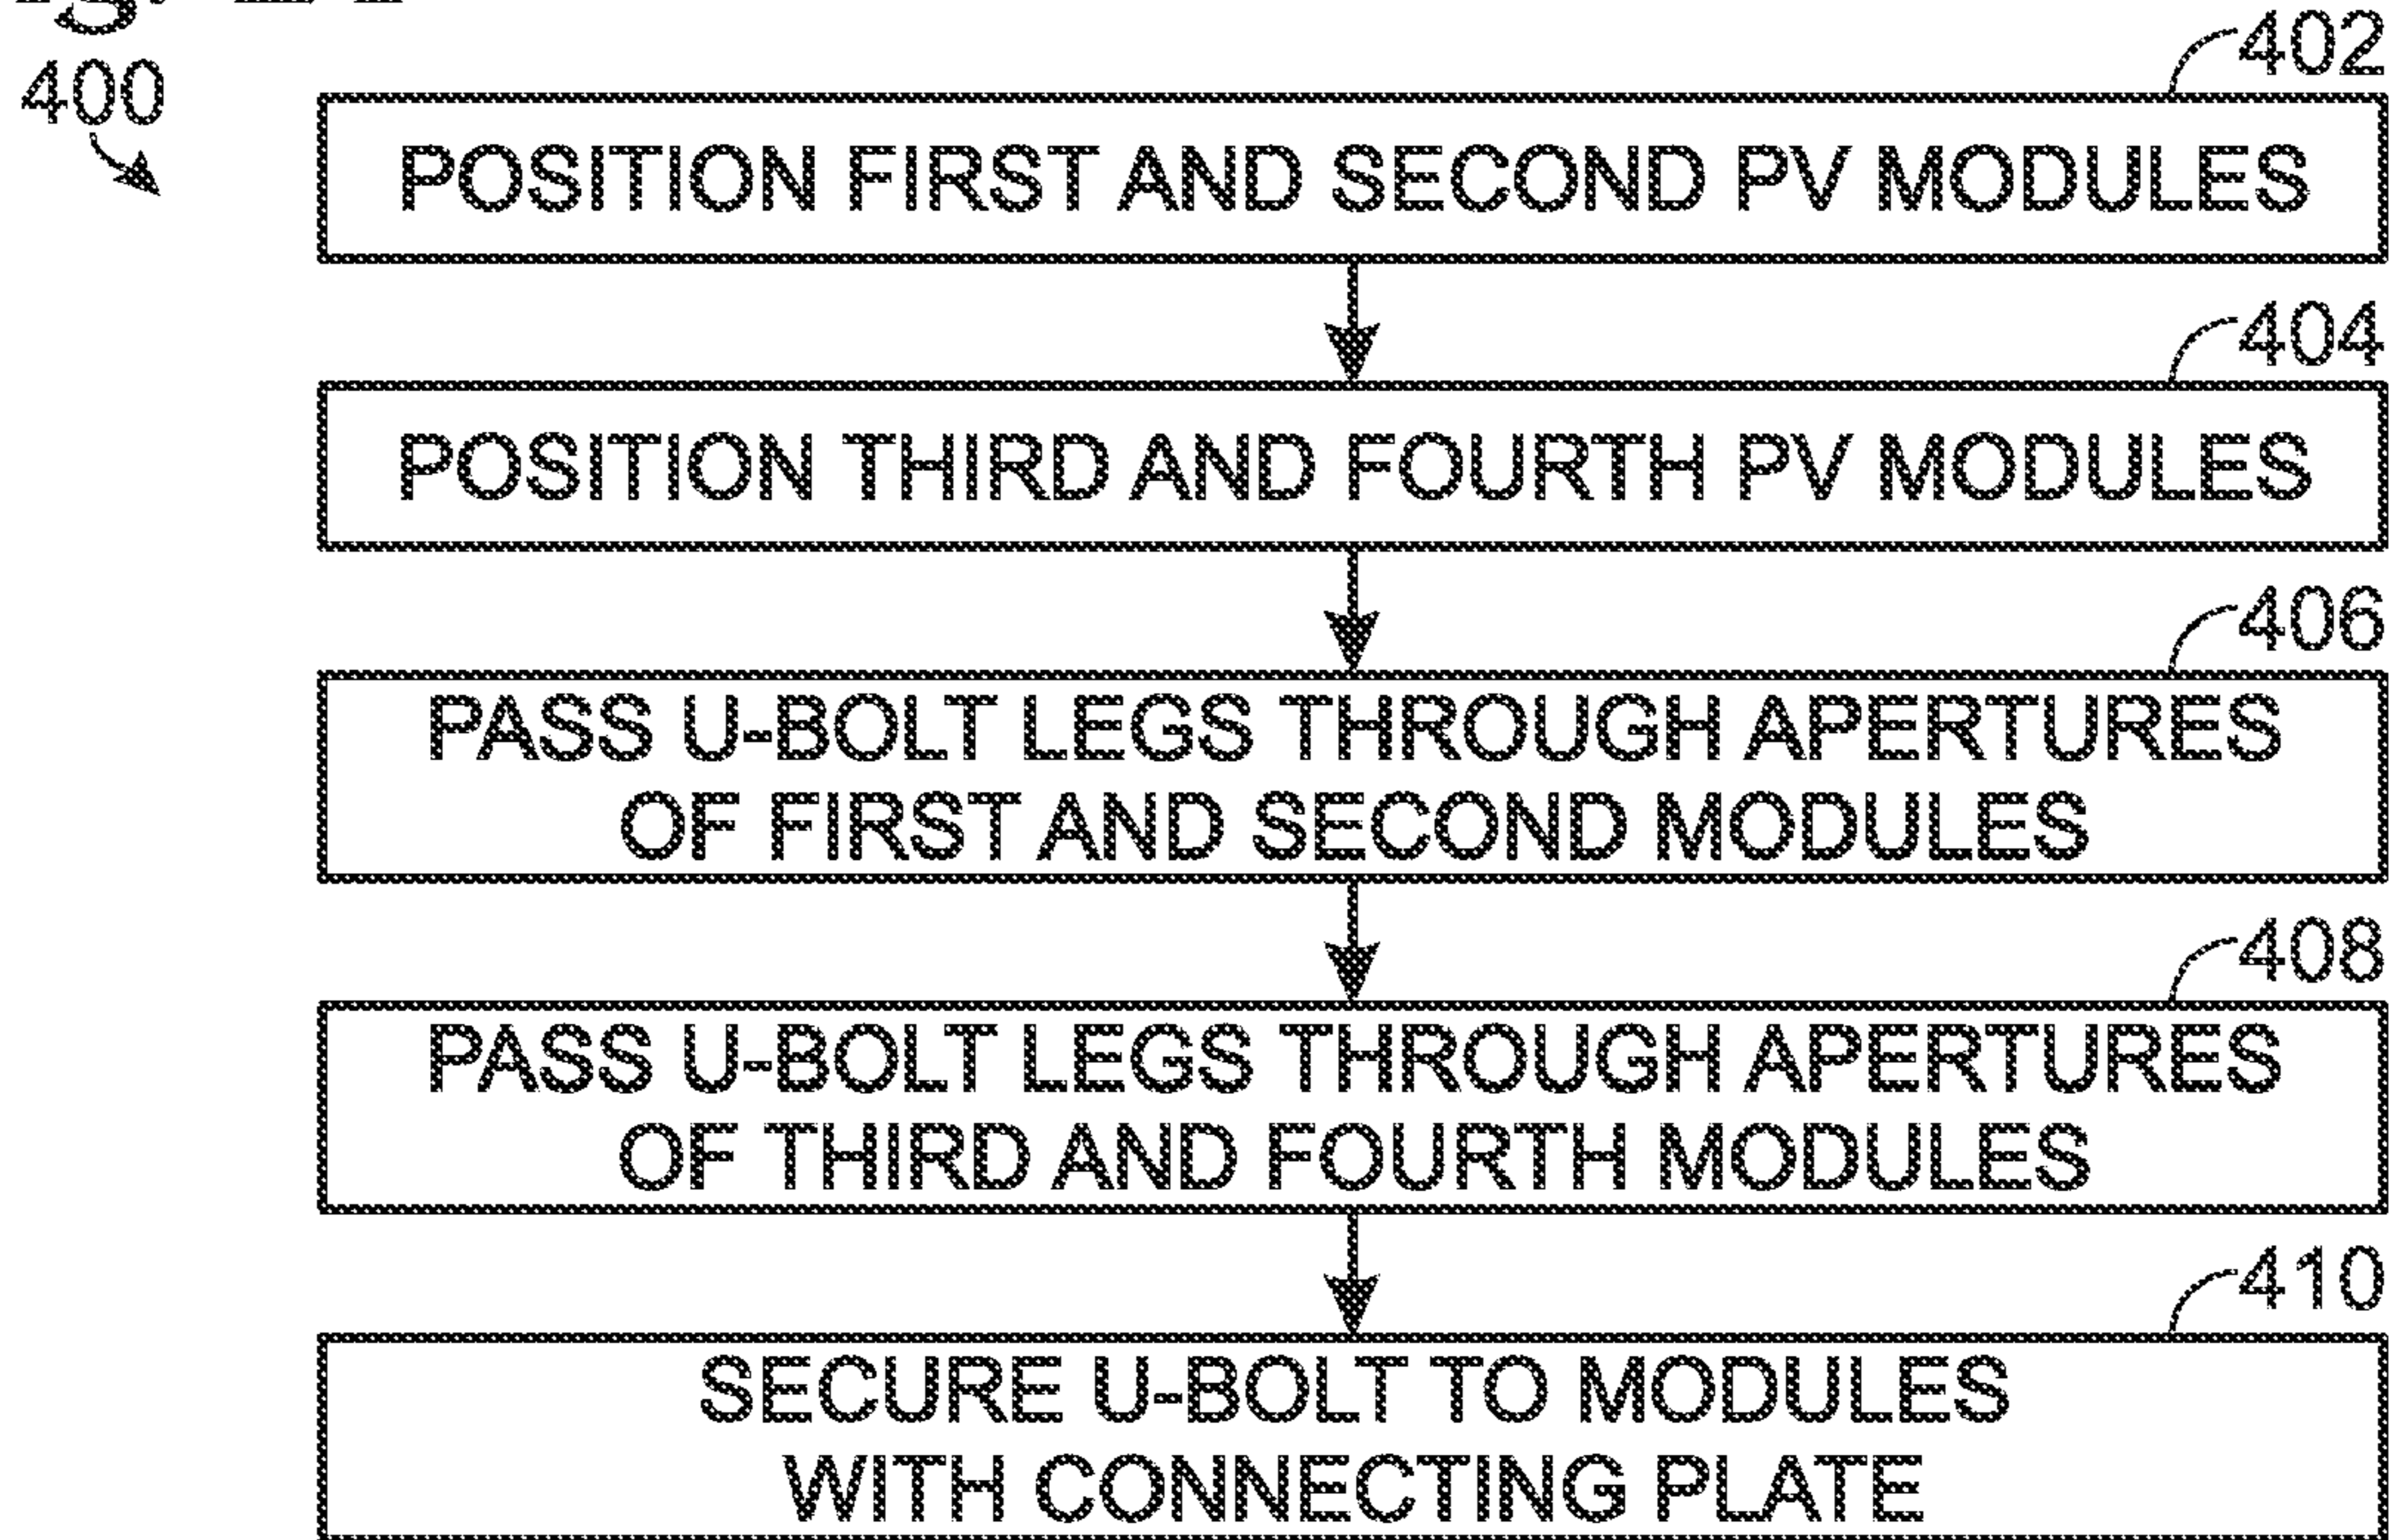 400
402
POSITION FIRST AND SECOND PV MODULES
404
POSITION THIRD AND FOURTH PV MODULES
406
PASS U-BOLT LEGS THROUGH APERTURES
OF FIRST AND SECOND MODULES
408
PASS U-BOLT LEGS THROUGH APERTURES
OF THIRD AND FOURTH MODULES
410
SECURE U-BOLT TO MODULES
WITH CONNECTING PLATE